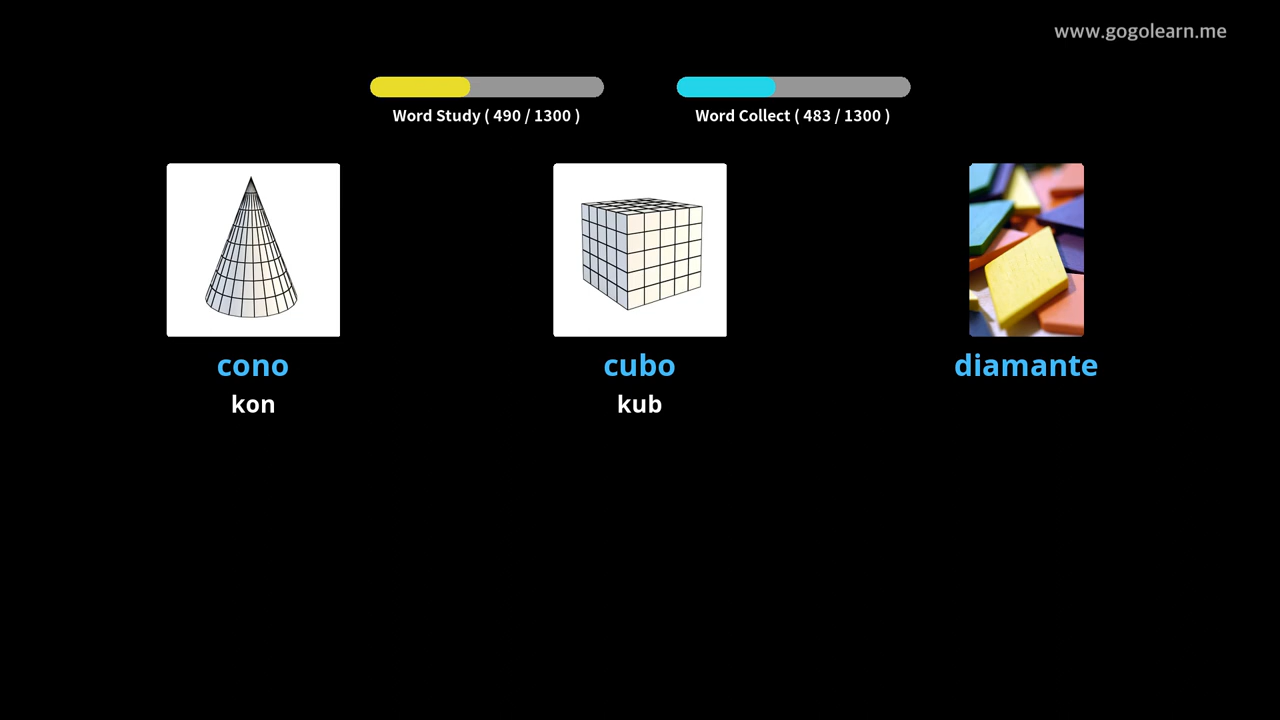 www.gogolearn.me
Word Study ( 490 / 1300 )
Word Collect ( 483 / 1300 )
cono
cubo
diamante
kon
kub